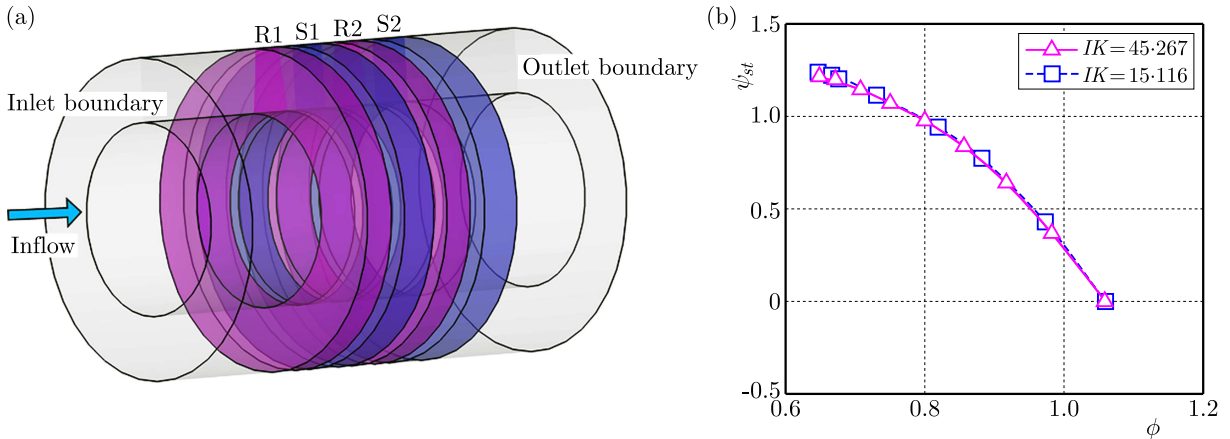 (a)
R1 S1 R2 S2
Inlet boundary
Outlet boundary
Inflow
(b)
1.5
1.0
0.5
0
-0.5
ψst
IK=45·267
IK=15·116
0.6 0.8 1.0 1.2
ϕ